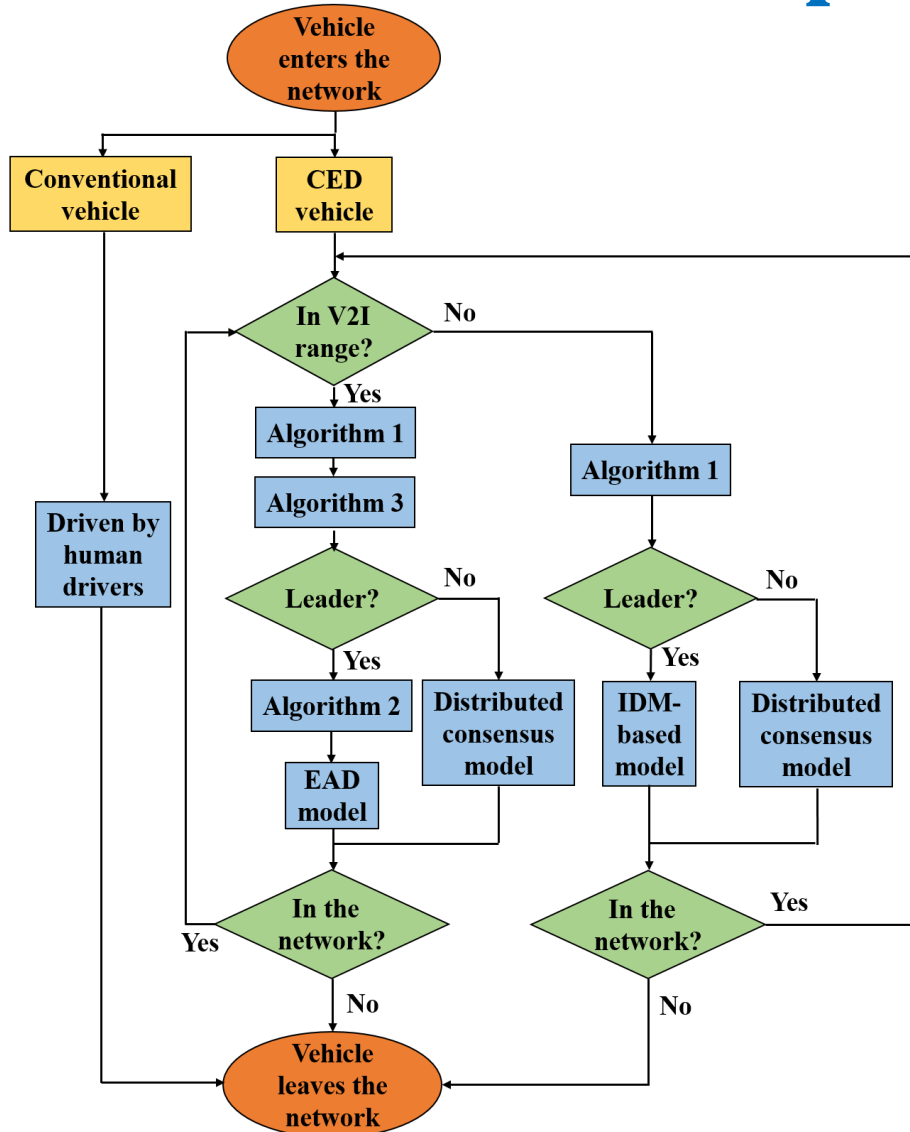 Vehicle
enters the
network
Conventional
vehicle
CED
vehicle
In V2I
range?
No
Yes
Algorithm 1
Algorithm 3
Algorithm 1
Driven by
human
drivers
Leader?
No
Yes
Leader?
No
Yes
Algorithm 2
Distributed
consensus
model
EAD
model
IDM-
based
model
Distributed
consensus
model
In the
network?
Yes
No
In the
network?
Yes
No
Vehicle
leaves the
network